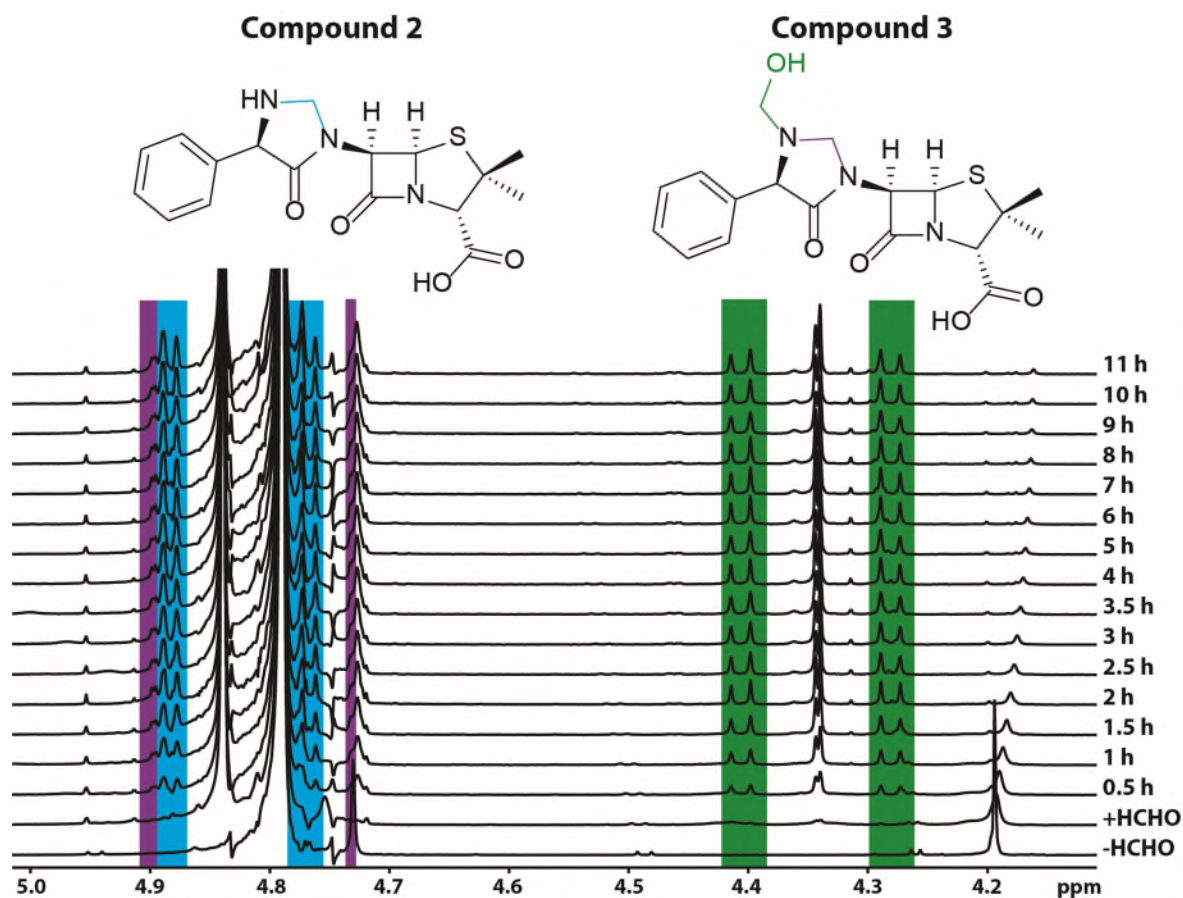 Compound 2
Compound 3
OH
HN
H
H
S
N
O
N
O
HO
O
N
H
H
S
N
O
N
O
HO
O
11 h
10 h
9 h
8 h
7 h
6 h
5 h
4 h
3.5 h
3 h
2.5 h
2 h
1.5 h
1 h
0.5 h
+HCHO
-HCHO
5.0 4.9 4.8 4.7 4.6 4.5 4.4 4.3 4.2 ppm